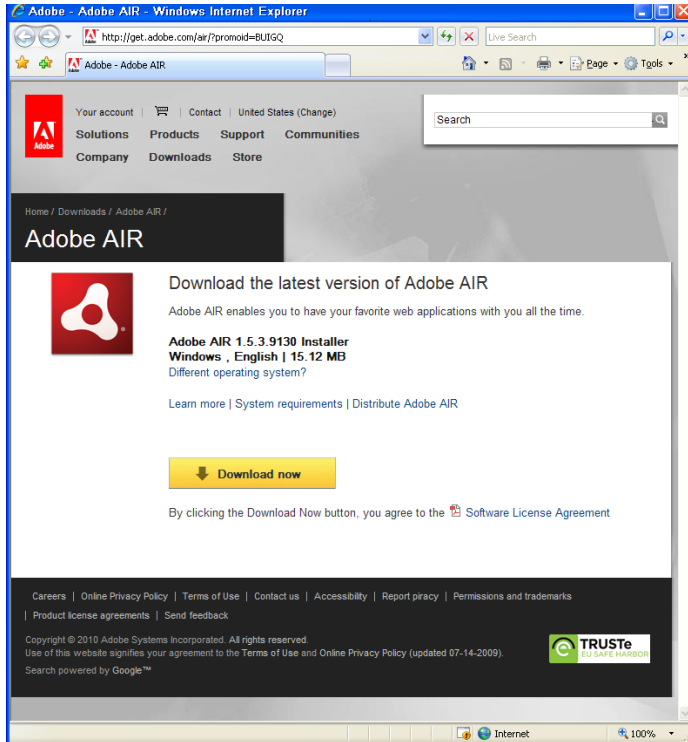 Adobe - Adobe AIR - Windows Internet Explorer
http://get.adobe.com/air/?promoid=BUIGQ
Live Search
Adobe - Adobe AIR
Page
Tools
»
Adobe
Your account | | Contact | United States (Change)
Solutions Products Support Communities
Company Downloads Store
Search
Home / Downloads / Adobe AIR /
Adobe AIR
Download the latest version of Adobe AIR
Adobe AIR enables you to have your favorite web applications with you all the time.
Adobe AIR 1.5.3.9130 Installer
Windows , English | 15.12 MB
Different operating system?
Learn more | System requirements | Distribute Adobe AIR
Download now
By clicking the Download Now button, you agree to the Software License Agreement
Careers | Online Privacy Policy | Terms of Use | Contact us | Accessibility | Report piracy | Permissions and trademarks
| Product license agreements | Send feedback
Copyright © 2010 Adobe Systems Incorporated. All rights reserved.
Use of this website signifies your agreement to the Terms of Use and Online Privacy Policy (updated 07-14-2009).
Search powered by Google™
TRUSTe
EU SAFE HARBOR
Internet
100%